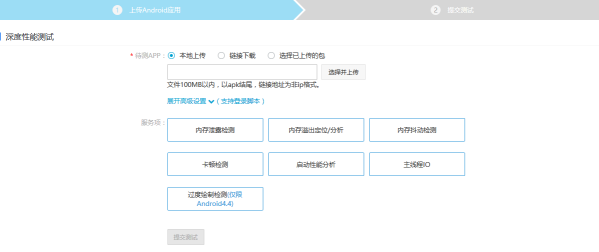 1 上传Android应用
2 提交测试
深度性能测试
* 待测APP： 本地上传 链接下载 选择已上传的包
选择并上传
文件100MB以内，以apk结尾，链接地址为非ip格式。
展开高级设置（支持登录脚本）
服务项： 内存泄露检测 内存溢出定位/分析 内存抖动检测
卡顿检测 启动性能分析 主线程IO
过度绘制检测(仅限
Android4.4)
提交测试